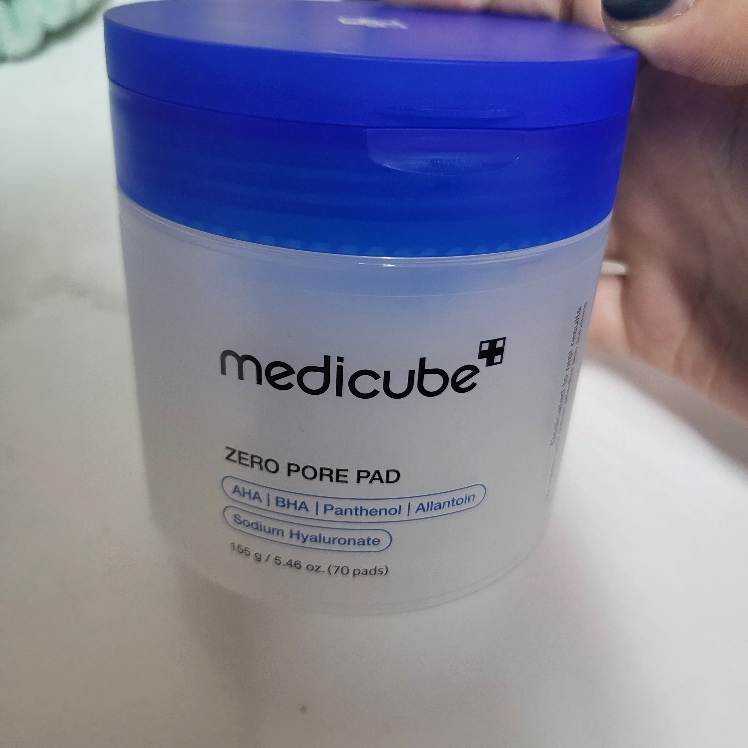 medicube
ZERO PORE PAD
AHA | BHA | Panthenol | Allantoin
Sodium Hyaluronate
155 g / 5.46 oz. (70 pads)